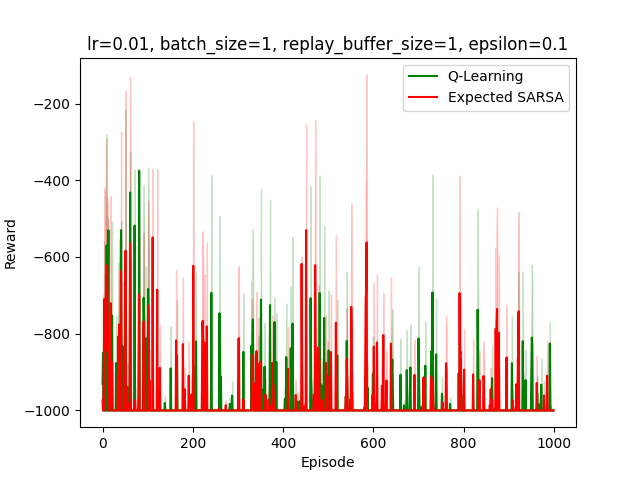 lr=0.01, batch_size=1, replay_buffer_size=1, epsilon=0.1
Q-Learning
Expected SARSA
−200
−400
−600
−800
−1000
Reward
0 200 400 600 800 1000
Episode